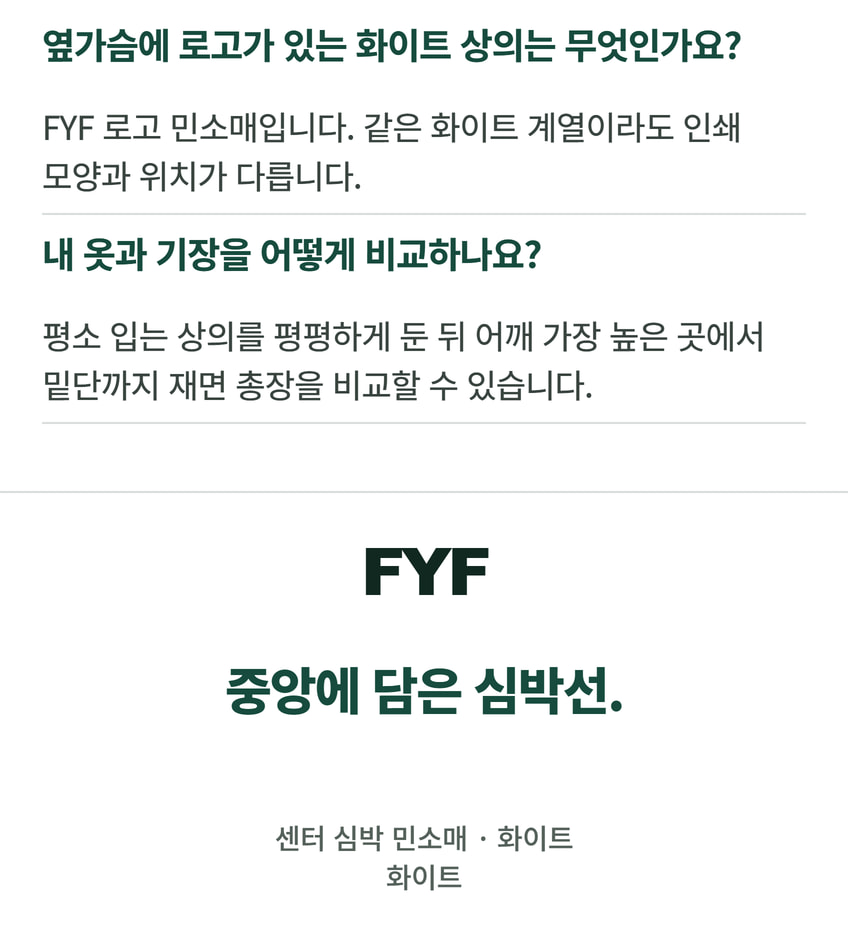 옆가슴에 로고가 있는 화이트 상의는 무엇인가요?
FYF 로고 민소매입니다. 같은 화이트 계열이라도 인쇄
모양과 위치가 다릅니다.
내 옷과 기장을 어떻게 비교하나요?
평소 입는 상의를 평평하게 둔 뒤 어깨 가장 높은 곳에서
밑단까지 재면 총장을 비교할 수 있습니다.
FYF
중앙에 담은 심박선.
센터 심박 민소매 · 화이트
화이트